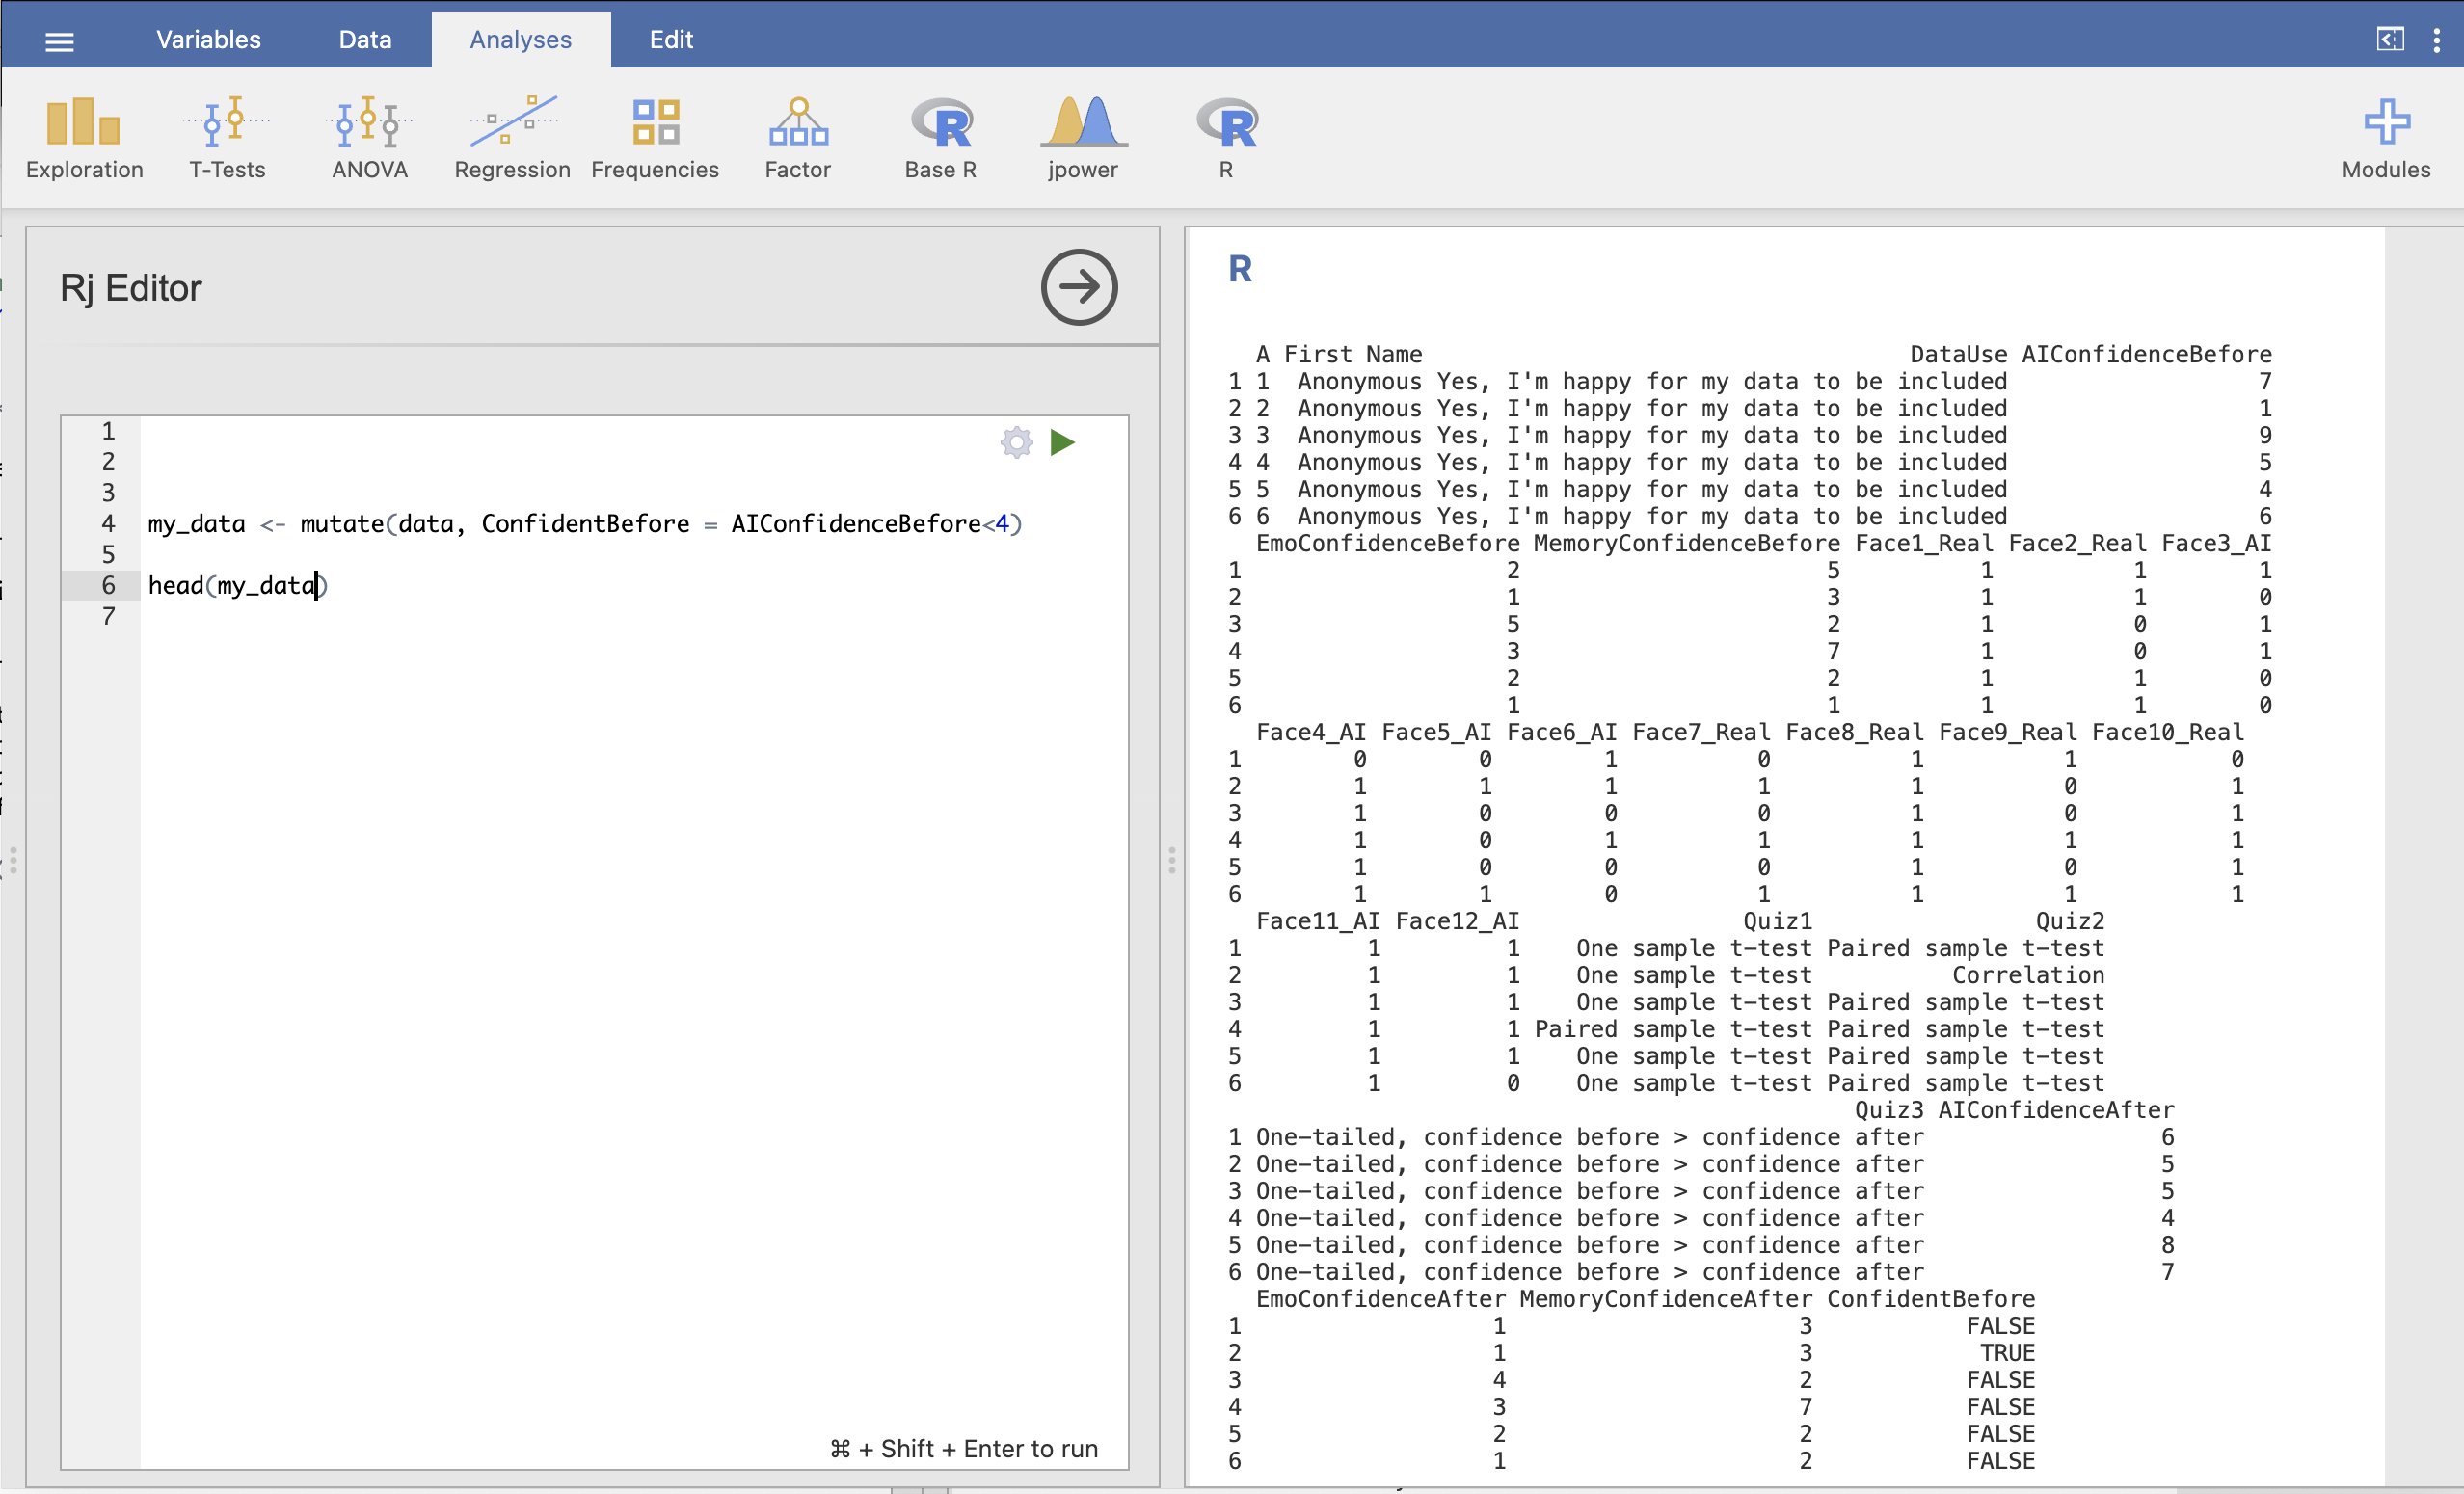 Variables Data Analyses Edit
Exploration T-Tests ANOVA Regression Frequencies Factor Base R jpower R Modules
Rj Editor
1
2
3
4 my_data <- mutate(data, ConfidentBefore = AIConfidenceBefore<4)
5
6 head(my_data)
7
⌘ + Shift + Enter to run
R
A First Name DataUse AIConfidenceBefore
1 1 Anonymous Yes, I'm happy for my data to be included 7
2 2 Anonymous Yes, I'm happy for my data to be included 1
3 3 Anonymous Yes, I'm happy for my data to be included 9
4 4 Anonymous Yes, I'm happy for my data to be included 5
5 5 Anonymous Yes, I'm happy for my data to be included 4
6 6 Anonymous Yes, I'm happy for my data to be included 6
EmoConfidenceBefore MemoryConfidenceBefore Face1_Real Face2_Real Face3_AI
1 2 5 1 1 1
2 1 3 1 1 0
3 5 2 1 0 1
4 3 7 1 0 1
5 2 2 1 1 0
6 1 1 1 1 0
Face4_AI Face5_AI Face6_AI Face7_Real Face8_Real Face9_Real Face10_Real
1 0 0 1 0 1 1 0
2 1 1 1 1 1 0 1
3 1 0 0 0 1 0 1
4 1 0 1 1 1 1 1
5 1 0 0 0 1 0 1
6 1 1 0 1 1 1 1
Face11_AI Face12_AI Quiz1 Quiz2
1 1 1 One sample t-test Paired sample t-test
2 1 1 One sample t-test Correlation
3 1 1 One sample t-test Paired sample t-test
4 1 1 Paired sample t-test Paired sample t-test
5 1 1 One sample t-test Paired sample t-test
6 1 0 One sample t-test Paired sample t-test
Quiz3 AIConfidenceAfter
1 One-tailed, confidence before > confidence after 6
2 One-tailed, confidence before > confidence after 5
3 One-tailed, confidence before > confidence after 5
4 One-tailed, confidence before > confidence after 4
5 One-tailed, confidence before > confidence after 8
6 One-tailed, confidence before > confidence after 7
EmoConfidenceAfter MemoryConfidenceAfter ConfidentBefore
1 1 3 FALSE
2 1 3 TRUE
3 4 2 FALSE
4 3 7 FALSE
5 2 2 FALSE
6 1 2 FALSE